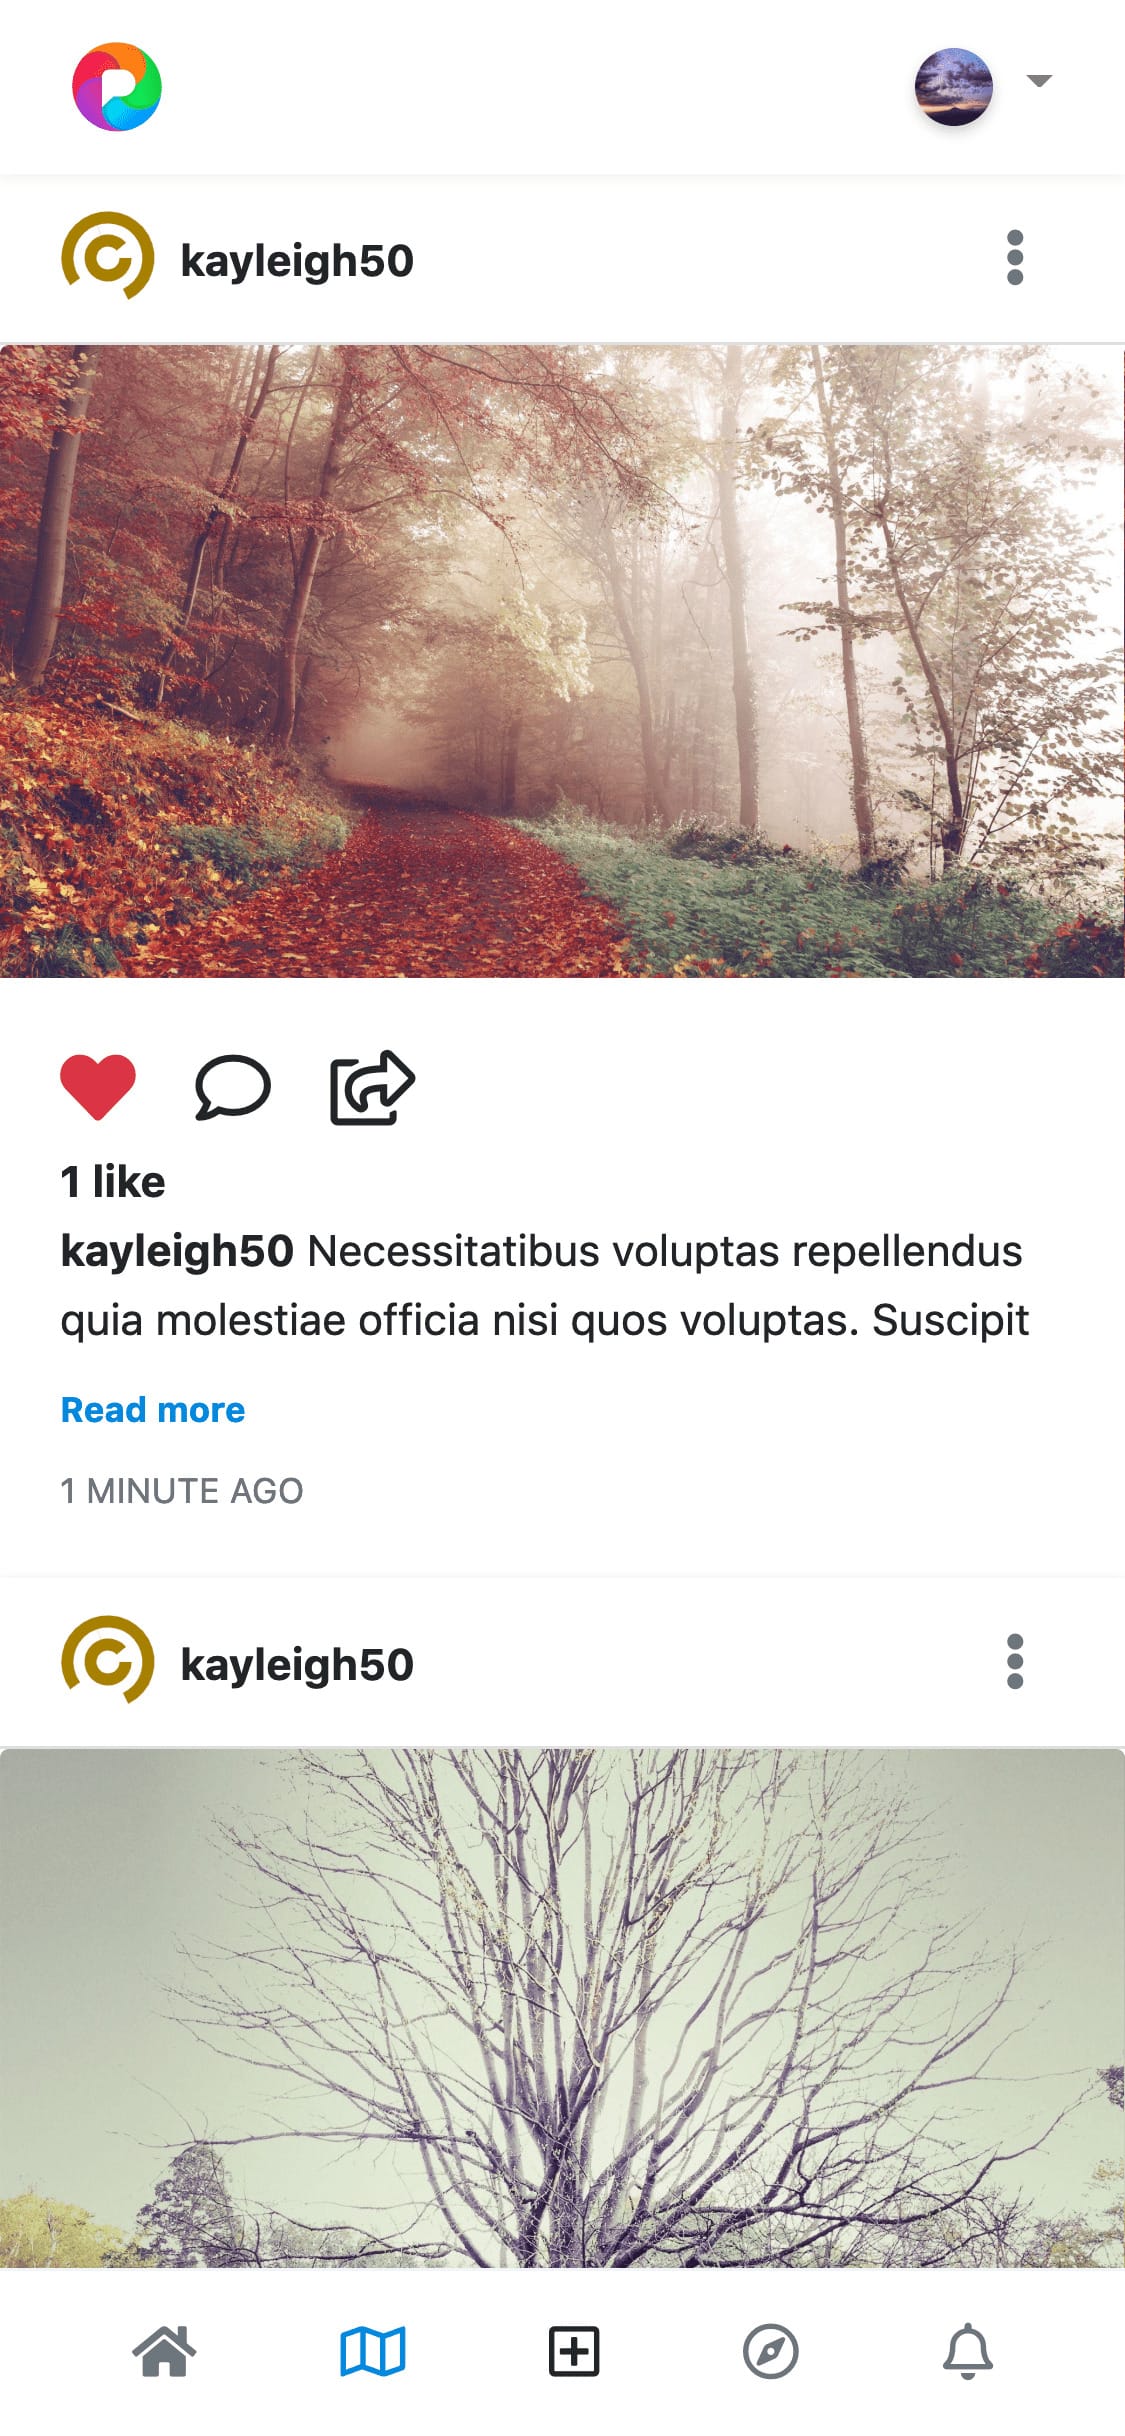 kayleigh50
1 like
kayleigh50 Necessitatibus voluptas repellendus
quia molestiae officia nisi quos voluptas. Suscipit
Read more
1 MINUTE AGO
kayleigh50